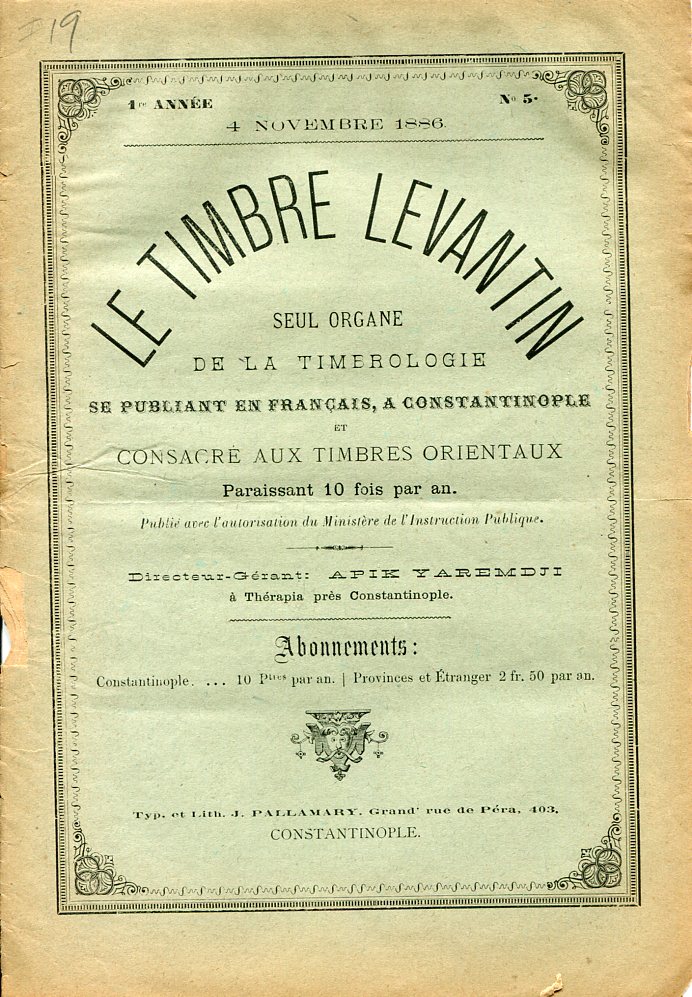 I 19
1re ANNÉE
No 5.
4 NOVEMBRE 1886.
LE TIMBRE LEVANTIN
SEUL ORGANE
DE LA TIMBROLOGIE
SE PUBLIANT EN FRANÇAIS, A CONSTANTINOPLE
ET
CONSACRÉ AUX TIMBRES ORIENTAUX
Paraissant 10 fois par an.
Publié avec l'autorisation du Ministère de l'Instruction Publique.
Directeur-Gérant: APIK YAREMDJI
à Thérapia près Constantinople.
Abonnements:
Constantinople. ... 10 Ptres par an. | Provinces et Étranger 2 fr. 50 par an.
Typ. et Lith. J. PALLAMARY. Grand' rue de Péra, 403.
CONSTANTINOPLE.